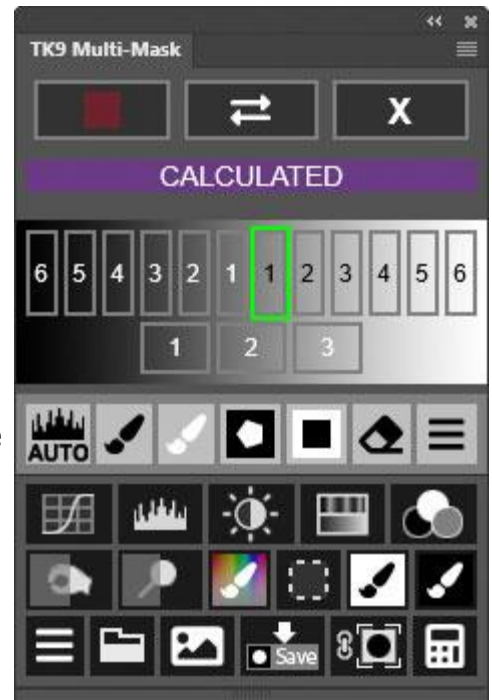 TK9 Multi-Mask
X
CALCULATED
6 5 4 3 2 1 1 2 3 4 5 6
1 2 3
AUTO
Save